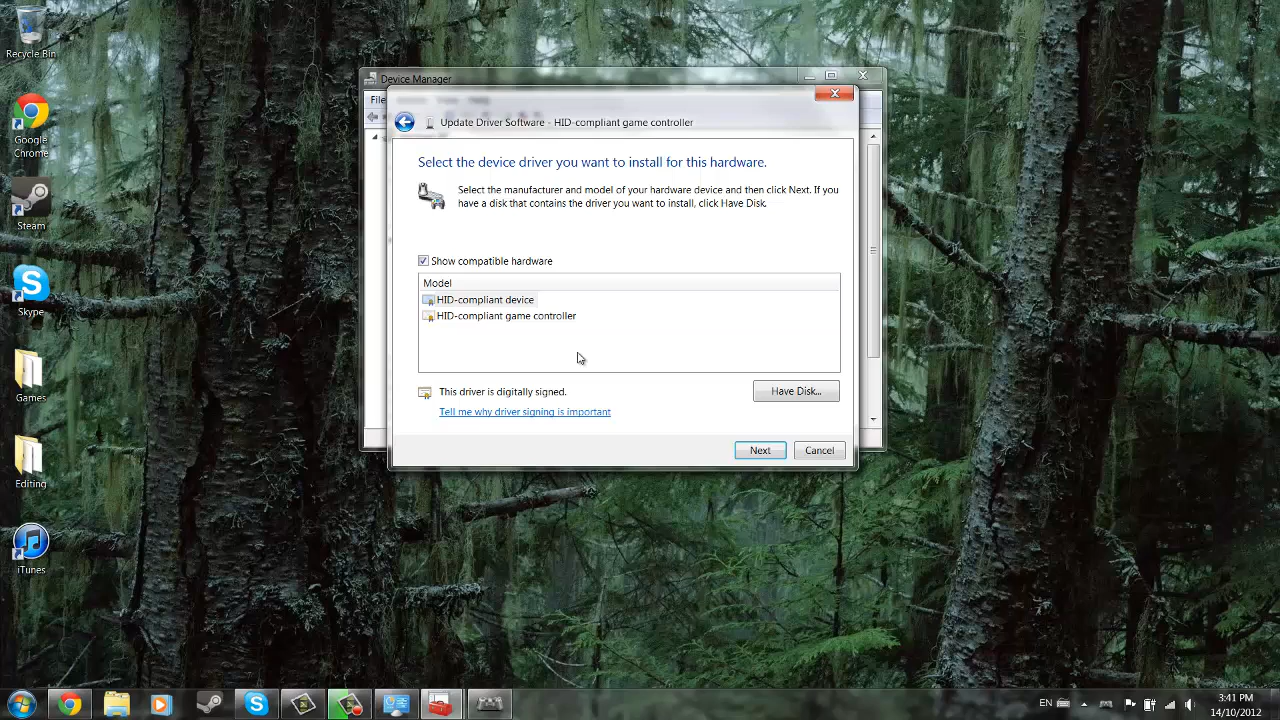 Recycle Bin
Google
Chrome
Steam
Skype
Games
Editing
iTunes
Device Manager
File
Update Driver Software - HID-compliant game controller
Select the device driver you want to install for this hardware.
Select the manufacturer and model of your hardware device and then click Next. If you
have a disk that contains the driver you want to install, click Have Disk.
Show compatible hardware
Model
HID-compliant device
HID-compliant game controller
This driver is digitally signed.
Have Disk...
Tell me why driver signing is important
Next
Cancel
EN
3:41 PM
14/10/2012